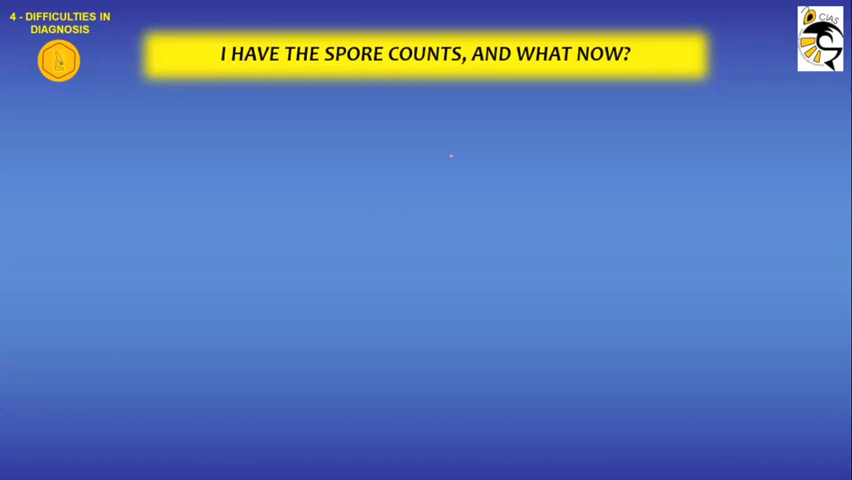 4 - DIFFICULTIES IN
DIAGNOSIS
I HAVE THE SPORE COUNTS, AND WHAT NOW?
CIAS